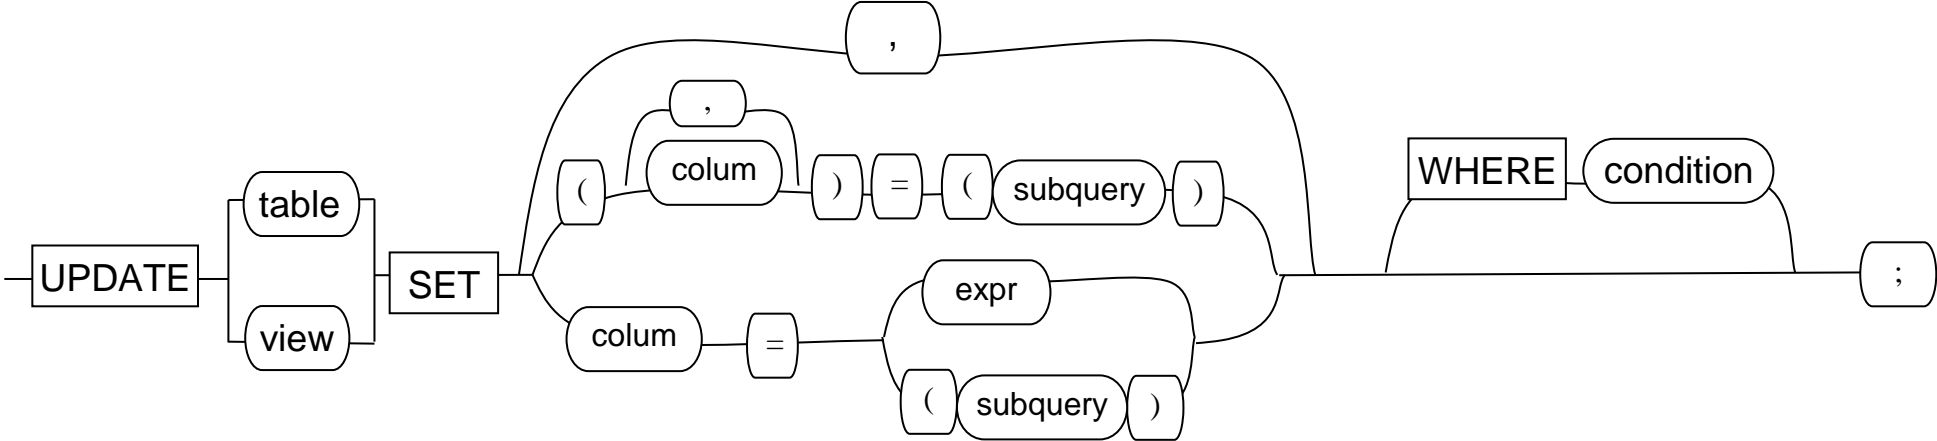 ,
,
( colum ) = ( subquery )
WHERE condition
table
UPDATE SET ;
view
colum = expr
( subquery )